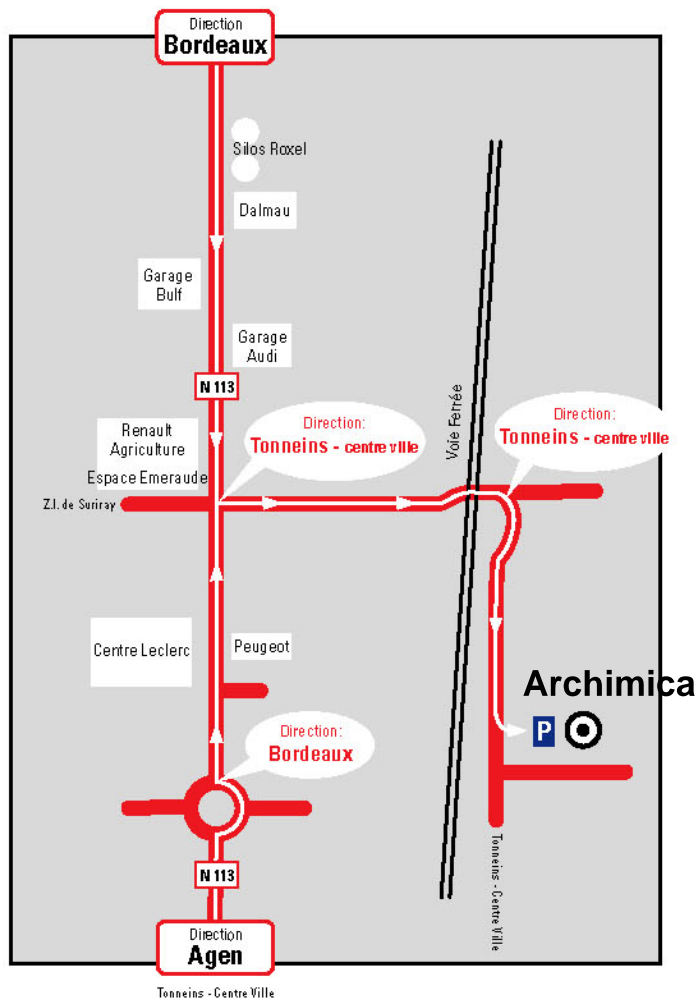 Direction
Bordeaux
Silos Roxel
Dalmau
Garage
Bulf
Garage
Audi
N 113
Voie Ferrée
Renault
Agriculture
Espace Emeraude
Direction:
Tonneins - centre ville
Direction:
Tonneins - centre ville
Z.I. de Suriray
Centre Leclerc
Peugeot
Archimica
P
Direction:
Bordeaux
N 113
Tonneins - Centre Ville
Direction
Agen
Tonneins - Centre Ville